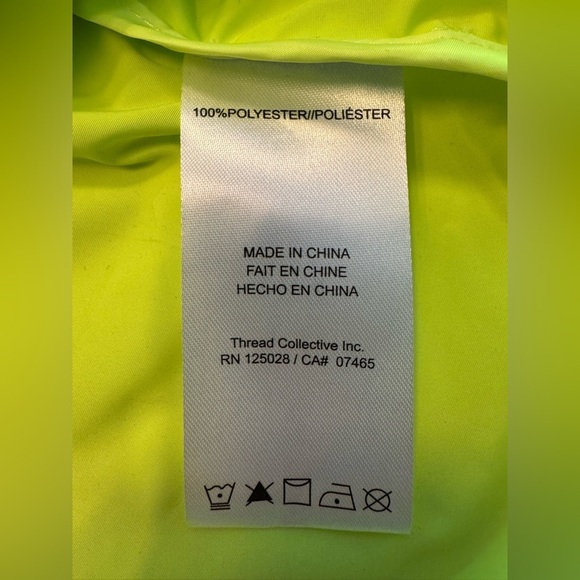 100%POLYESTER//POLIÉSTER
MADE IN CHINA
FAIT EN CHINE
HECHO EN CHINA
Thread Collective Inc.
RN 125028 / CA# 07465